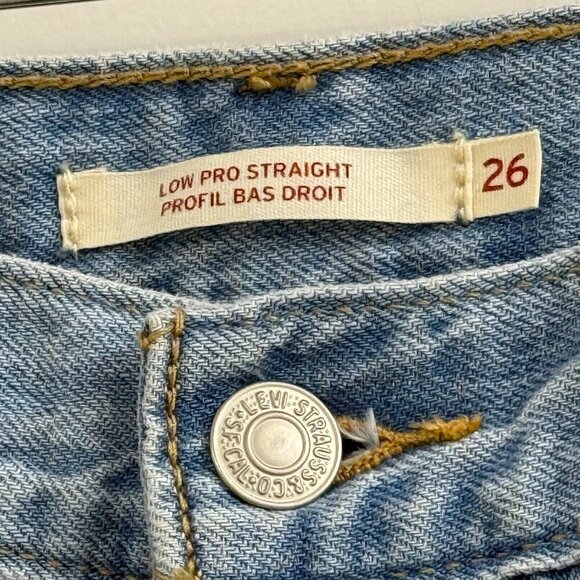 LOW PRO STRAIGHT
PROFIL BAS DROIT
26
LEVI STRAUSS & CO. S.F. CAL.